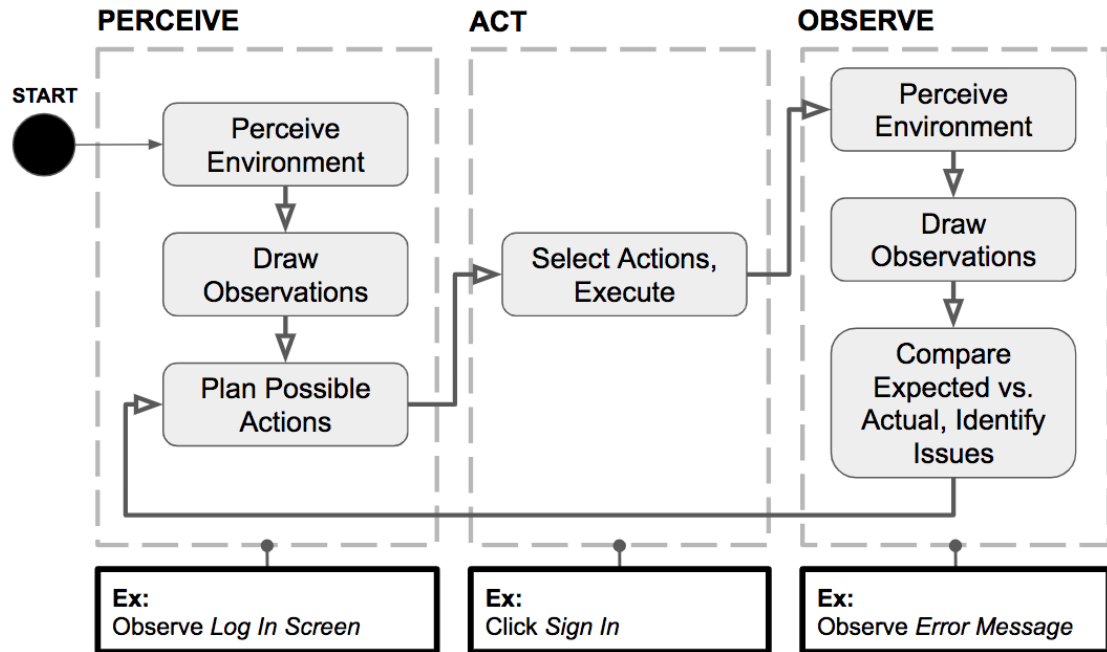 PERCEIVE
ACT
OBSERVE
START
Perceive
Environment
Draw
Observations
Plan Possible
Actions
Select Actions,
Execute
Perceive
Environment
Draw
Observations
Compare
Expected vs.
Actual, Identify
Issues
Ex:
Observe Log In Screen
Ex:
Click Sign In
Ex:
Observe Error Message